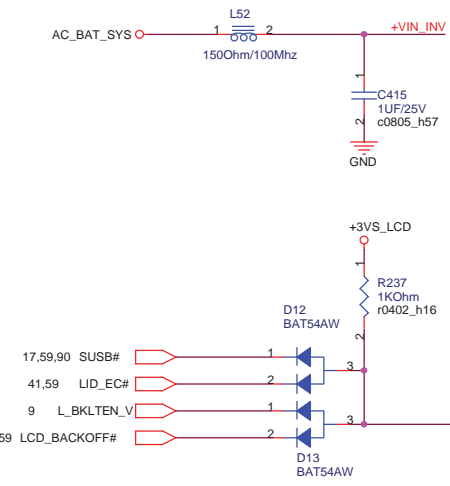 L52
AC_BAT_SYS 1 2 +VIN_INV
150Ohm/100Mhz
1
C415
1UF/25V
2 c0805_h57
GND
+3VS_LCD
1
R237
1KOhm
r0402_h16
2
D12
BAT54AW
17,59,90 SUSB# 1
3
41,59 LID_EC# 2
9 L_BKLTEN_V 1
3
59 LCD_BACKOFF# 2
D13
BAT54AW